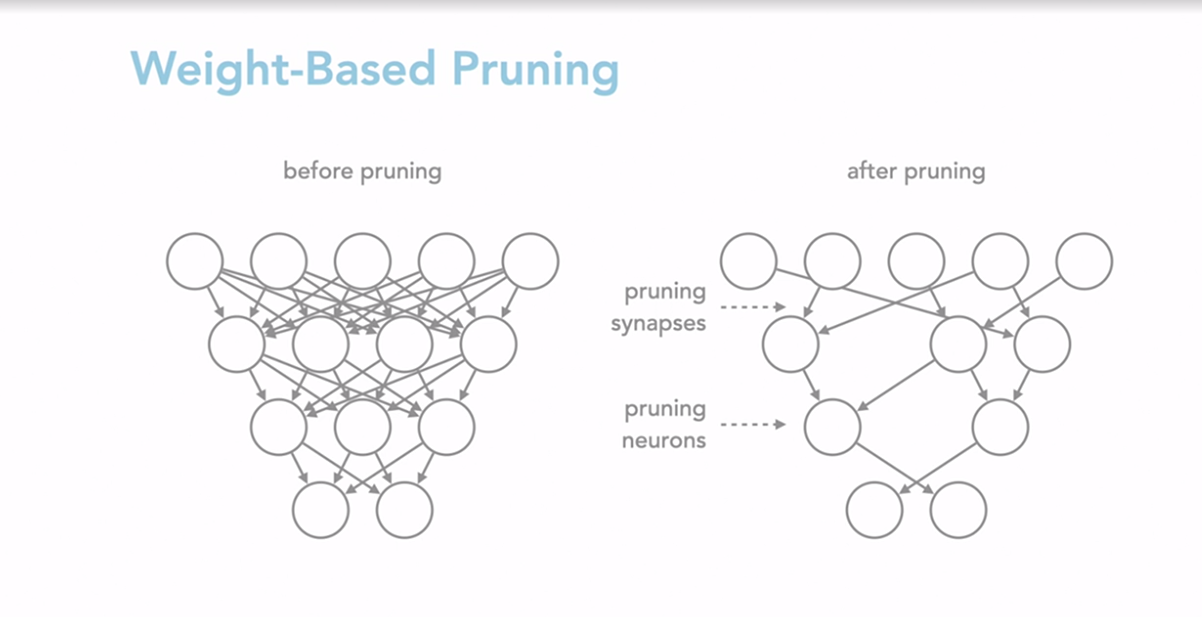 Weight-Based Pruning
before pruning
after pruning
pruning
synapses
pruning
neurons